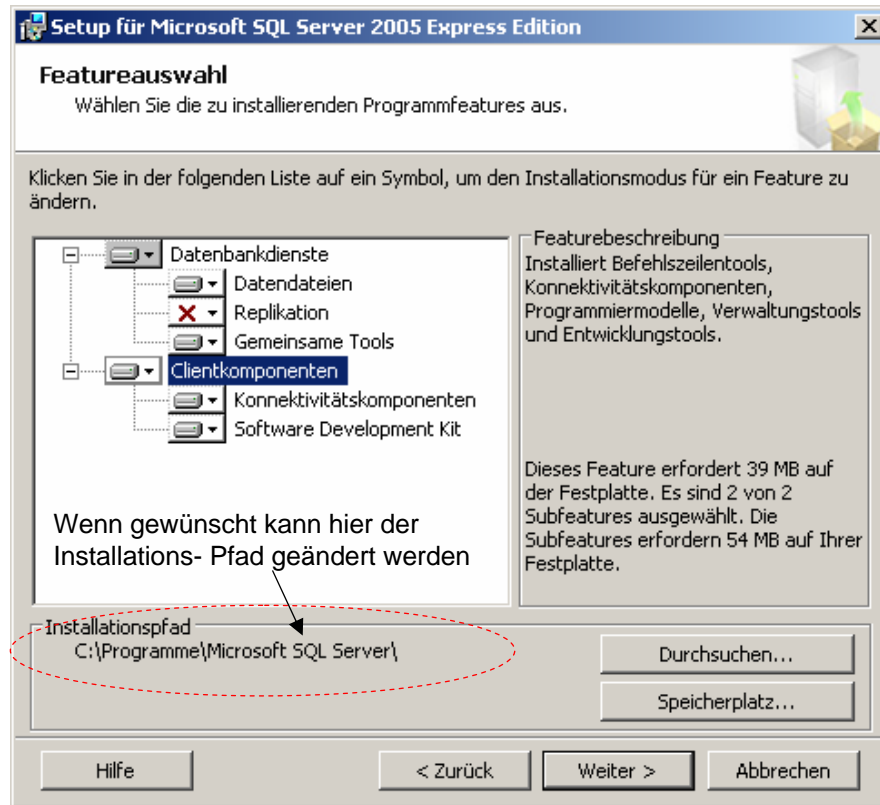 Setup für Microsoft SQL Server 2005 Express Edition
Featureauswahl
Wählen Sie die zu installierenden Programmfeatures aus.
Klicken Sie in der folgenden Liste auf ein Symbol, um den Installationsmodus für ein Feature zu
ändern.
Datenbankdienste
Datendateien
Replikation
Gemeinsame Tools
Clientkomponenten
Konnektivitätskomponenten
Software Development Kit
Wenn gewünscht kann hier der
Installations- Pfad geändert werden
Featurebeschreibung
Installiert Befehlszeilentools,
Konnektivitätskomponenten,
Programmiermodelle, Verwaltungstools
und Entwicklungstools.
Dieses Feature erfordert 39 MB auf
der Festplatte. Es sind 2 von 2
Subfeatures ausgewählt. Die
Subfeatures erfordern 54 MB auf Ihrer
Festplatte.
Installationspfad
C:\Programme\Microsoft SQL Server\
Durchsuchen...
Speicherplatz...
Hilfe
< Zurück
Weiter >
Abbrechen